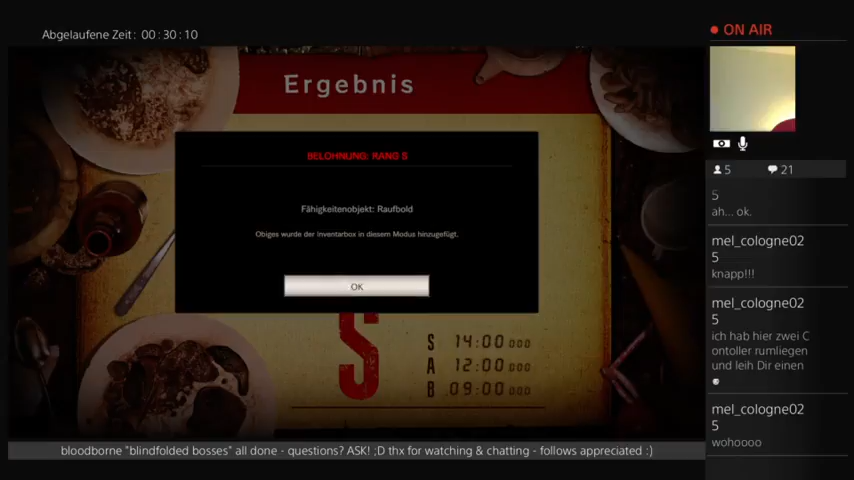 Abgelaufene Zeit: 00:30:10
ON AIR
Ergebnis
BELOHNUNG: RANG S
Fähigkeitenobjekt: Raufbold
Obiges wurde der Inventarbox in diesem Modus hinzugefügt.
OK
S
S 14:00 000
A 12:00 000
B 09:00 000
5 21
5
ah... ok.
mel_cologne02
5
knapp!!!
mel_cologne02
5
ich hab hier zwei C
ontoller rumliegen
und leih Dir einen
mel_cologne02
5
wohoooo
bloodborne "blindfolded bosses" all done - questions? ASK! ;D thx for watching & chatting - follows appreciated :)